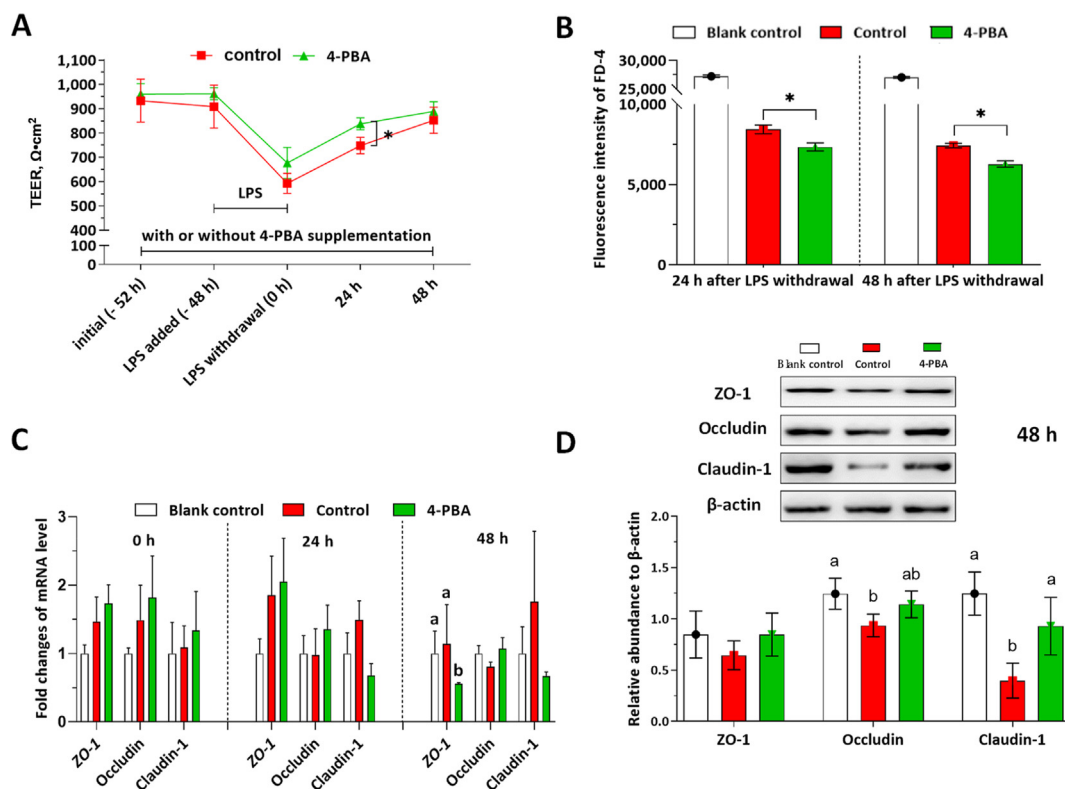 A
control
4-PBA
1,100
1,000
900
800
700
600
500
400
100
0
TEER, Ω•cm²
*
LPS
with or without 4-PBA supplementation
initial (- 52 h)
LPS added (- 48 h)
LPS withdrawal (0 h)
24 h
48 h
B
Blank control
Control
4-PBA
30,000
25,000
10,000
5,000
0
Fluorescence intensity of FD-4
*
*
24 h after LPS withdrawal
48 h after LPS withdrawal
C
Blank control
Control
4-PBA
3
2
1
0
Fold changes of mRNA level
0 h
24 h
48 h
a
a
b
ZO-1
Occludin
Claudin-1
ZO-1
Occludin
Claudin-1
ZO-1
Occludin
Claudin-1
D
Blank control
Control
4-PBA
ZO-1
Occludin
Claudin-1
β-actin
48 h
2.0
1.5
1.0
0.5
0.0
Relative abundance to β-actin
a
b
ab
a
b
a
ZO-1
Occludin
Claudin-1